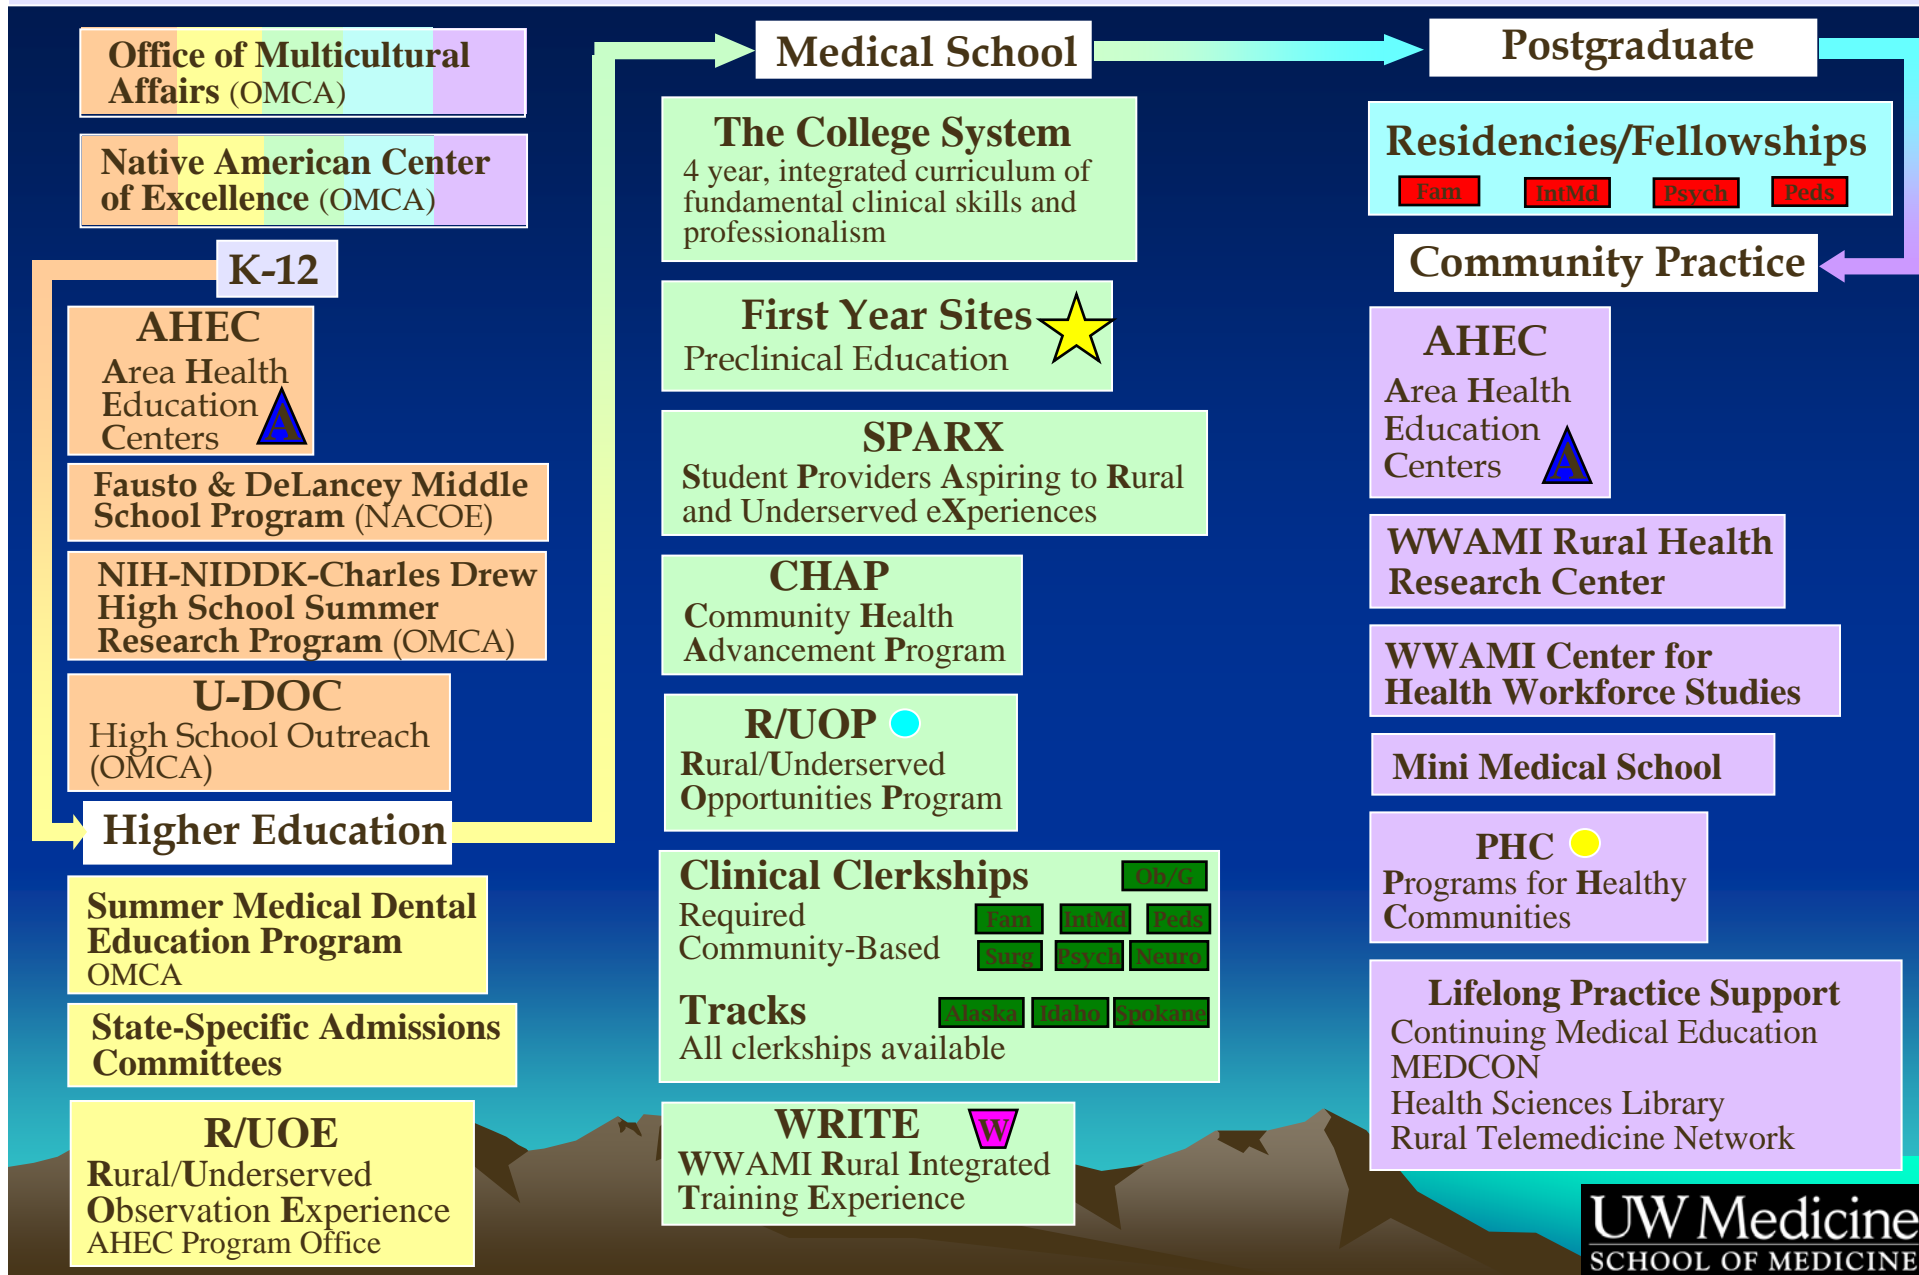 Office of Multicultural
Affairs (OMCA)
Native American Center
of Excellence (OMCA)
K-12
AHEC
Area Health
Education
Centers
A
Fausto & DeLancey Middle
School Program (NACOE)
NIH-NIDDK-Charles Drew
High School Summer
Research Program (OMCA)
U-DOC
High School Outreach
(OMCA)
Higher Education
Summer Medical Dental
Education Program
OMCA
State-Specific Admissions
Committees
R/UOE
Rural/Underserved
Observation Experience
AHEC Program Office
Medical School
The College System
4 year, integrated curriculum of
fundamental clinical skills and
professionalism
First Year Sites
Preclinical Education
SPARX
Student Providers Aspiring to Rural
and Underserved eXperiences
CHAP
Community Health
Advancement Program
R/UOP
Rural/Underserved
Opportunities Program
Clinical Clerkships
Ob/G
Required
Community-Based
Fam IntMd Peds
Surg Psych Neuro
Tracks
Alaska Idaho Spokane
All clerkships available
WRITE
W
WWAMI Rural Integrated
Training Experience
Postgraduate
Residencies/Fellowships
Fam IntMd Psych Peds
Community Practice
AHEC
Area Health
Education
Centers
A
WWAMI Rural Health
Research Center
WWAMI Center for
Health Workforce Studies
Mini Medical School
PHC
Programs for Healthy
Communities
Lifelong Practice Support
Continuing Medical Education
MEDCON
Health Sciences Library
Rural Telemedicine Network
UW Medicine
SCHOOL OF MEDICINE